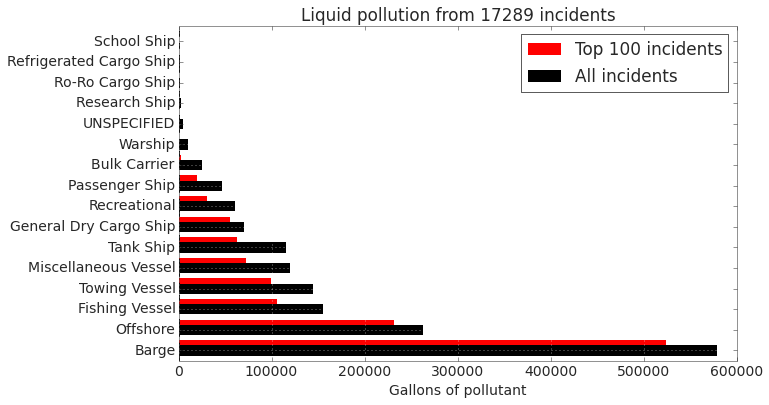 Liquid pollution from 17289 incidents
Top 100 incidents
All incidents
School Ship
Refrigerated Cargo Ship
Ro-Ro Cargo Ship
Research Ship
UNSPECIFIED
Warship
Bulk Carrier
Passenger Ship
Recreational
General Dry Cargo Ship
Tank Ship
Miscellaneous Vessel
Towing Vessel
Fishing Vessel
Offshore
Barge
0 100000 200000 300000 400000 500000 600000
Gallons of pollutant